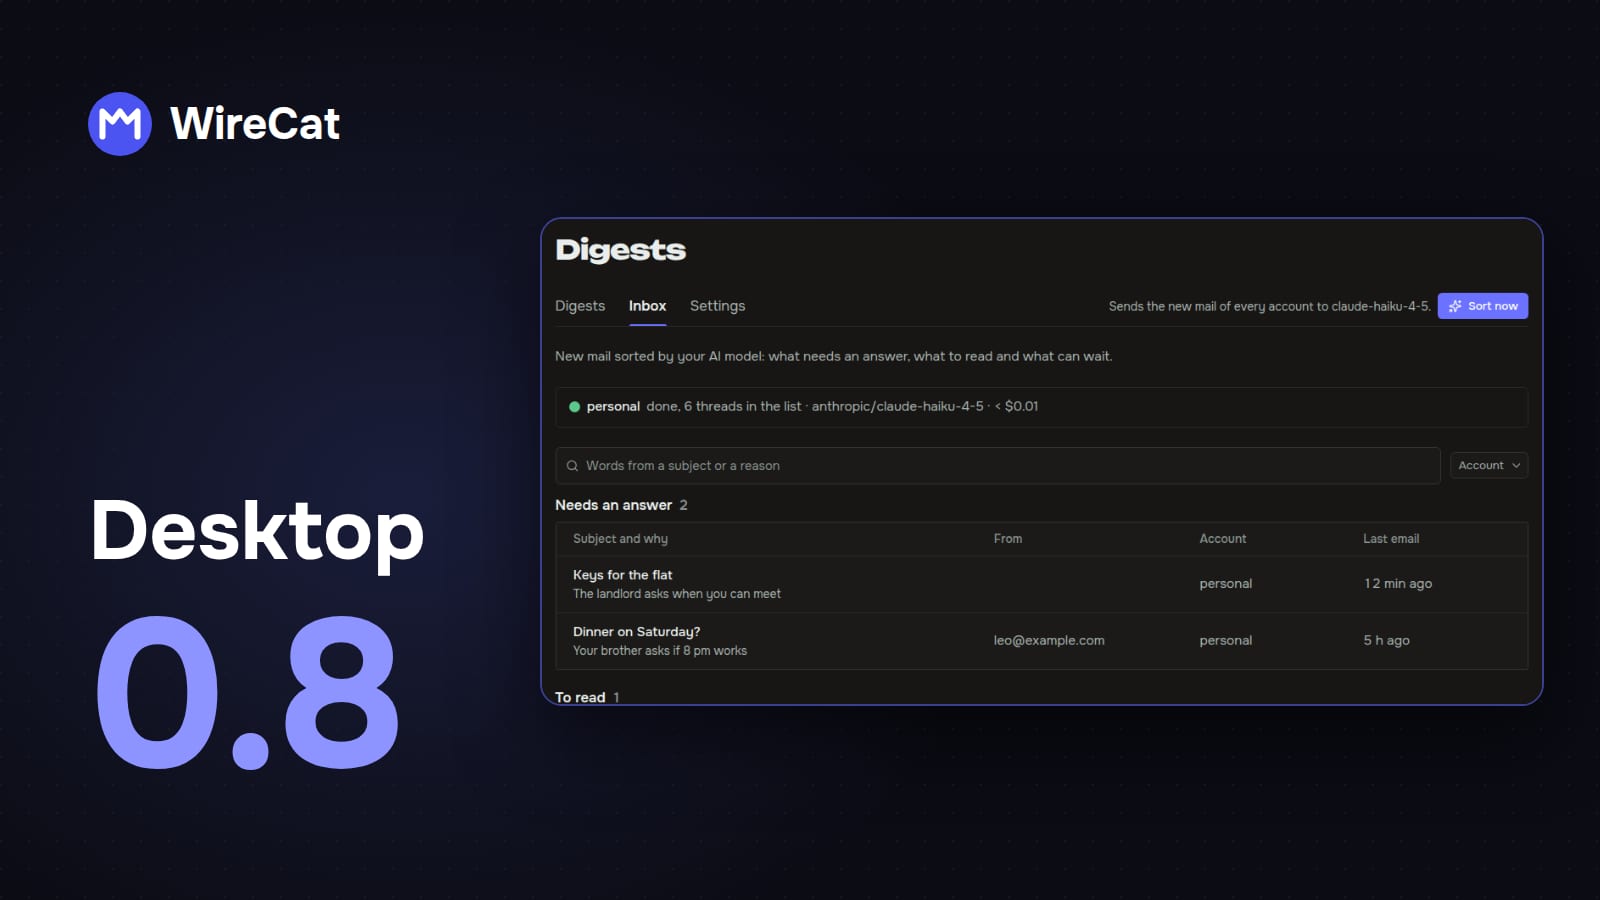 WireCat
Desktop
0.8
Digests
Digests Inbox Settings Sends the new mail of every account to claude-haiku-4-5. Sort now
New mail sorted by your AI model: what needs an answer, what to read and what can wait.
personal done, 6 threads in the list · anthropic/claude-haiku-4-5 · < $0.01
Words from a subject or a reason Account
Needs an answer 2
Subject and why From Account Last email
Keys for the flat
The landlord asks when you can meet
personal 12 min ago
Dinner on Saturday?
Your brother asks if 8 pm works
leo@example.com personal 5 h ago
To read 1